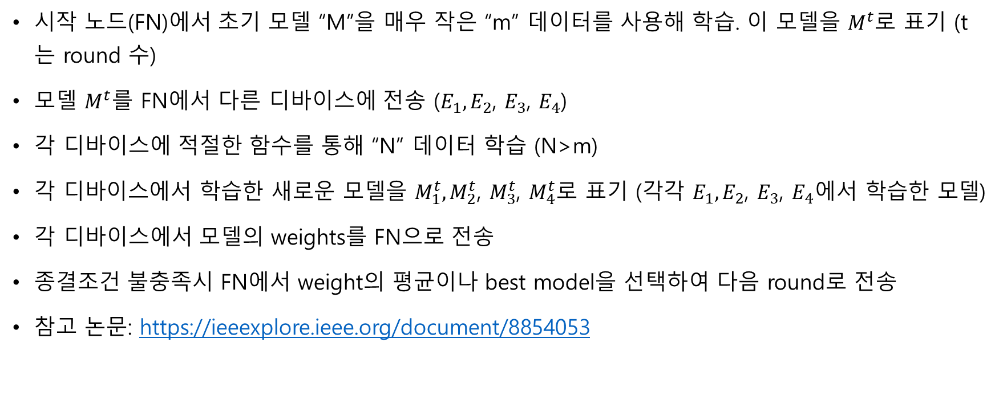 • 시작 노드(FN)에서 초기 모델 “M”을 매우 작은 “m” 데이터를 사용해 학습. 이 모델을 $M^t$로 표기 (t
는 round 수)
• 모델 $M^t$를 FN에서 다른 디바이스에 전송 ($E_1, E_2, E_3, E_4$)
• 각 디바이스에 적절한 함수를 통해 “N” 데이터 학습 (N>m)
• 각 디바이스에서 학습한 새로운 모델을 $M_1^t, M_2^t, M_3^t, M_4^t$로 표기 (각각 $E_1, E_2, E_3, E_4$에서 학습한 모델)
• 각 디바이스에서 모델의 weights를 FN으로 전송
• 종결조건 불충족시 FN에서 weight의 평균이나 best model을 선택하여 다음 round로 전송
• 참고 논문: https://ieeexplore.ieee.org/document/8854053